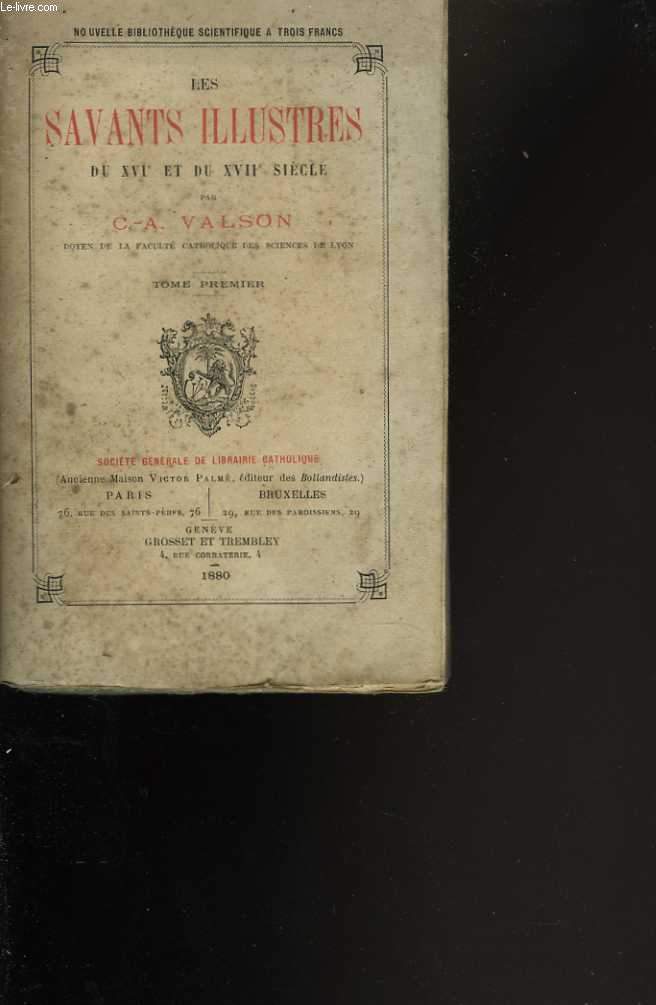 Le-livre.com
NOUVELLE BIBLIOTHÈQUE SCIENTIFIQUE A TROIS FRANCS
LES
SAVANTS ILLUSTRES
DU XVIe ET DU XVIIe SIÈCLE
PAR
C.-A. VALSON
DOYEN DE LA FACULTÉ CATHOLIQUE DES SCIENCES DE LYON
TOME PREMIER
SOCIÉTÉ GÉNÉRALE DE LIBRAIRIE CATHOLIQUE
(Ancienne Maison VICTOR PALMÉ, éditeur des Bollandistes.)
PARIS
76, RUE DES SAINTS-PÈRES, 76
BRUXELLES
29, RUE DES PAROISSIENS, 29
GENÈVE
GROSSET ET TREMBLEY
4, RUE CORRATERIE, 4
1880